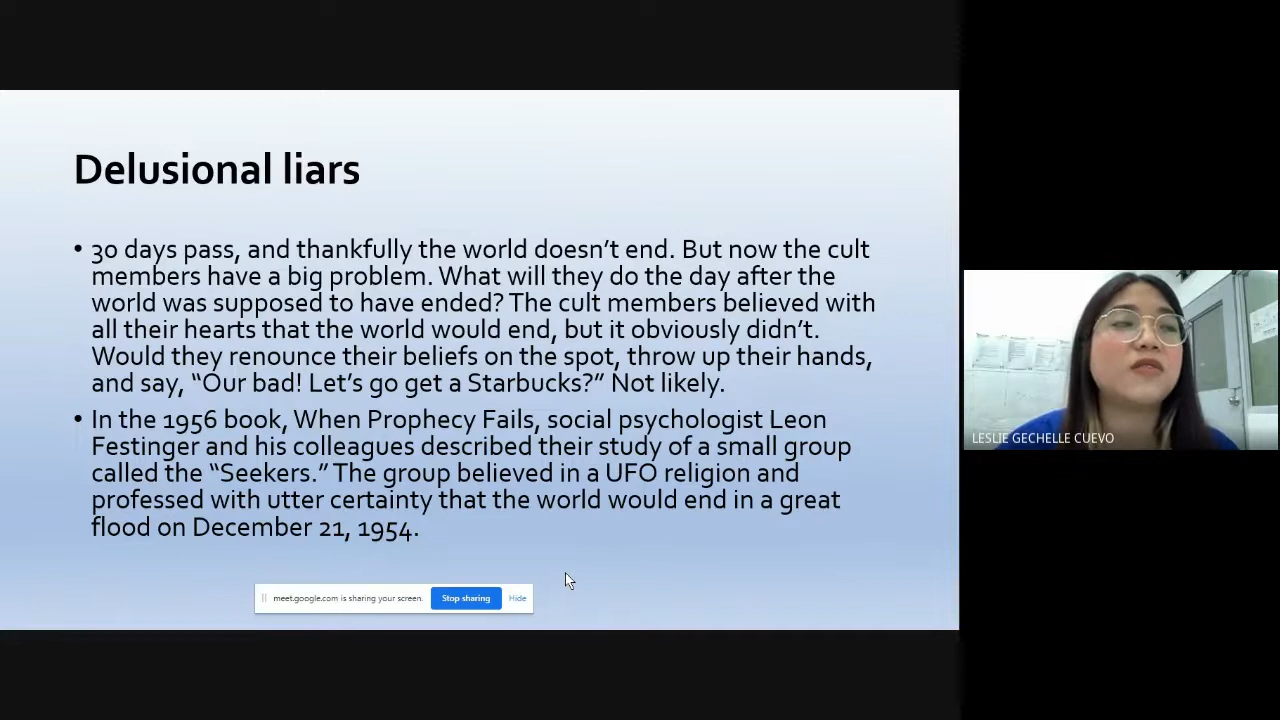 Delusional liars
• 30 days pass, and thankfully the world doesn’t end. But now the cult
members have a big problem. What will they do the day after the
world was supposed to have ended? The cult members believed with
all their hearts that the world would end, but it obviously didn’t.
Would they renounce their beliefs on the spot, throw up their hands,
and say, “Our bad! Let’s go get a Starbucks?” Not likely.
• In the 1956 book, When Prophecy Fails, social psychologist Leon
Festinger and his colleagues described their study of a small group
called the “Seekers.” The group believed in a UFO religion and
professed with utter certainty that the world would end in a great
flood on December 21, 1954.
meet.google.com is sharing your screen. Stop sharing Hide
LESLIE GECHELLE CUEVO